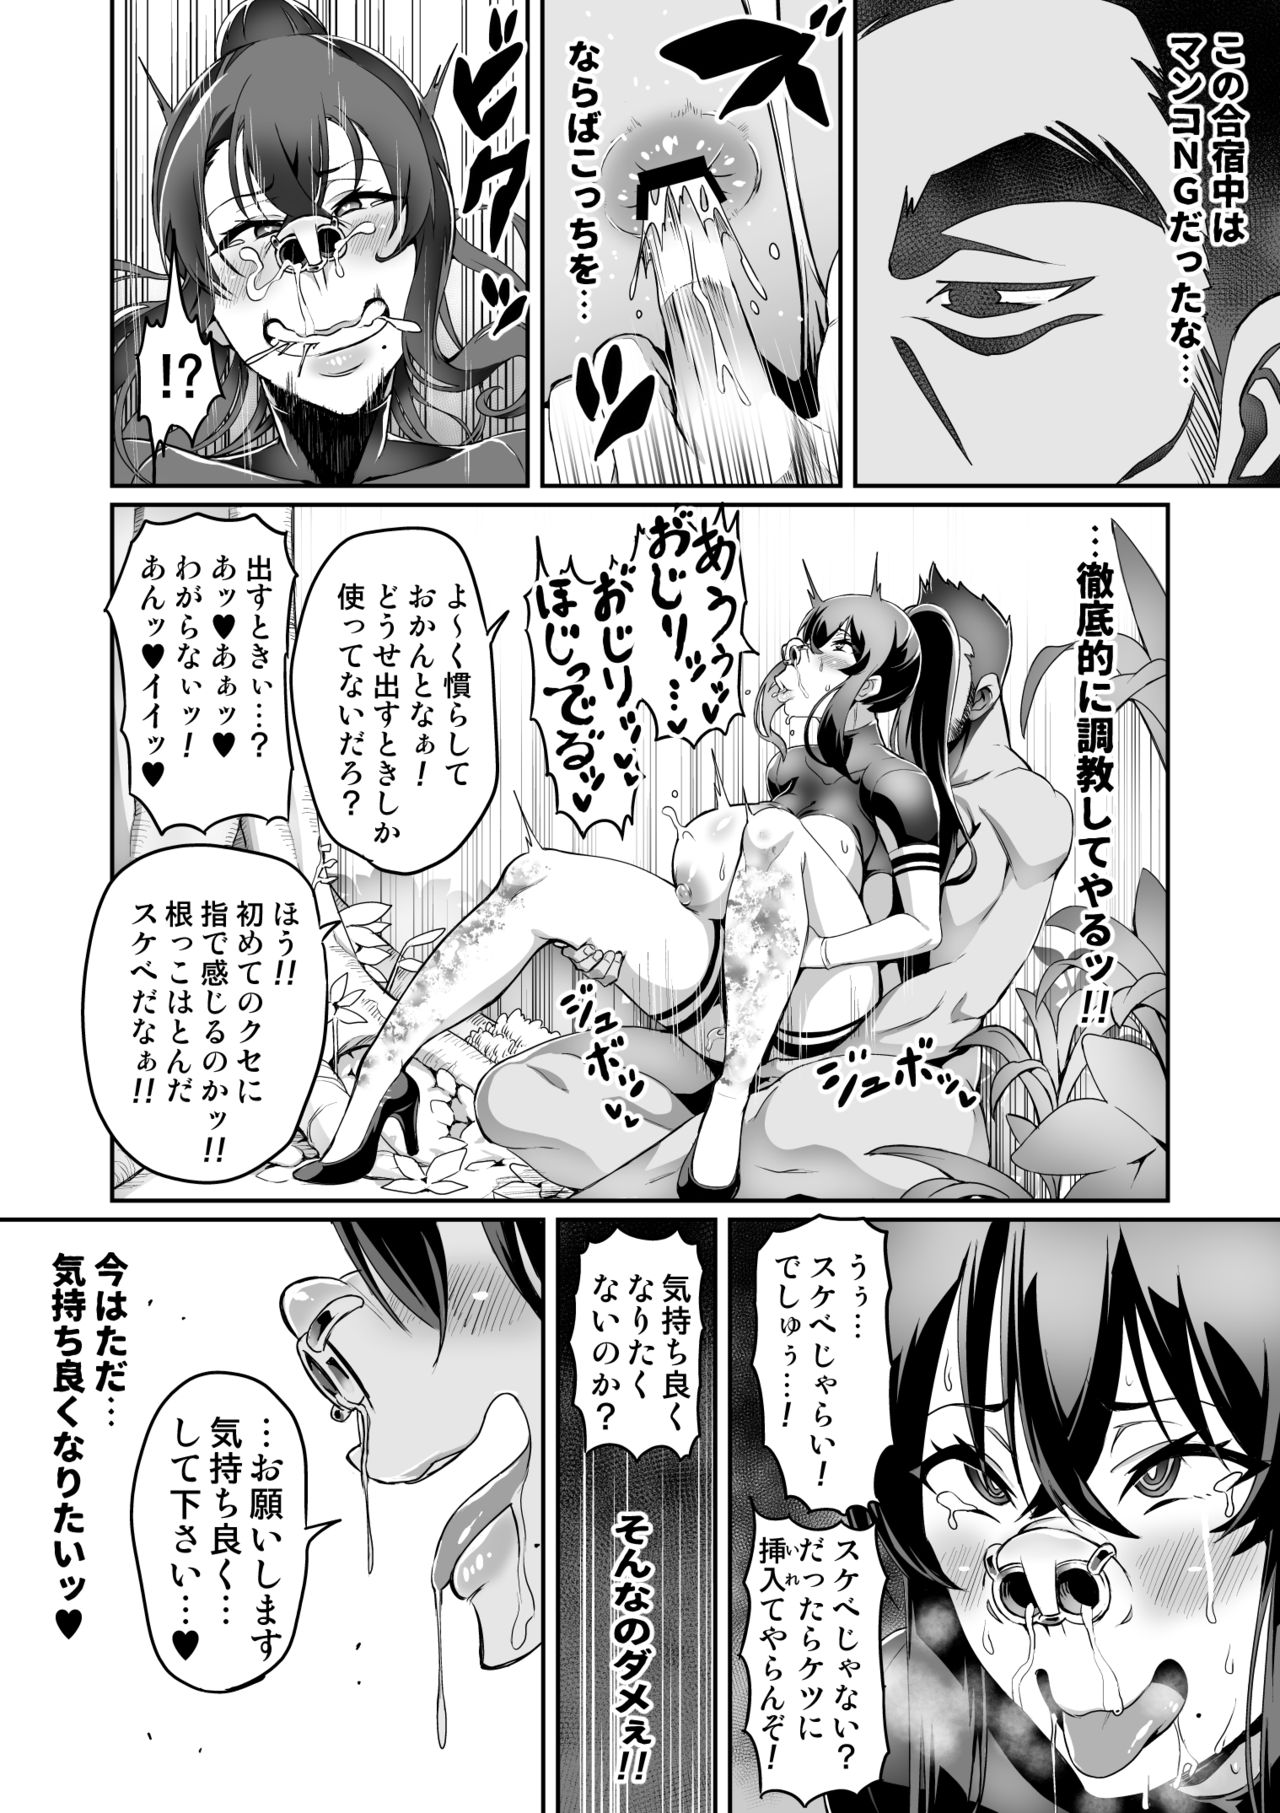 この合宿中は
マンコNGだったな…
ならばこっちを…
ズズズ
ビクッ
!?
…徹底的に調教してやるッ!!
あうぅぅッ
おじり…
おじりッ
ほじっでるッ
よ〜く慣らして
おかんとなぁ!
どうせ出すときしか
使ってないだろ?
出すときぃ…?
あッ♥あぁッ♥
わがらなぃッ!
あんッ♥イイッ♥
ジュボッ
ジュボッ
ほう!!
初めてのクセに
指で感じるのかッ!!
根っこはとんだ
スケベだなぁ!!
うぅ…
スケベじゃらい!
でしゅぅ…!
スケベじゃない?
だったらケツに
挿入てやらんぞ!
いれ
気持ち良く
なりたく
ないのか?
そんなのダメぇ!!
…お願いします
気持ち良く…
して下さい…♥
今はただ…
気持ち良くなりたいッ♥